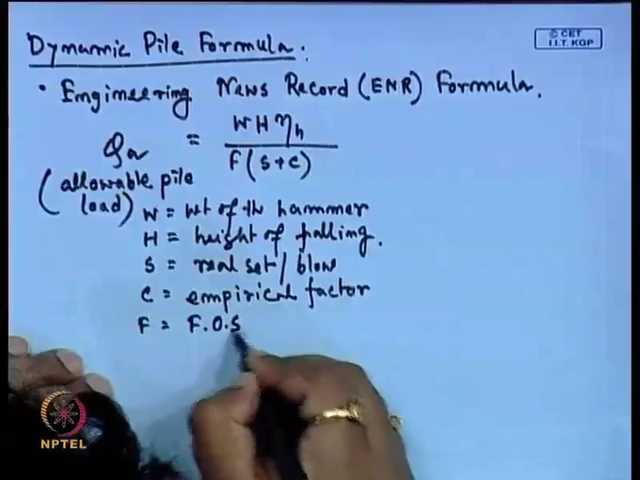 Dynamic Pile Formula.
© CET
I.I.T. KGP
• Engineering News Record (ENR) Formula.
Qa = WHηh / F(S+C)
(allowable pile load)
W = wt of the hammer
H = height of falling.
S = real set/blow
C = empirical factor
F = F.O.S
NPTEL